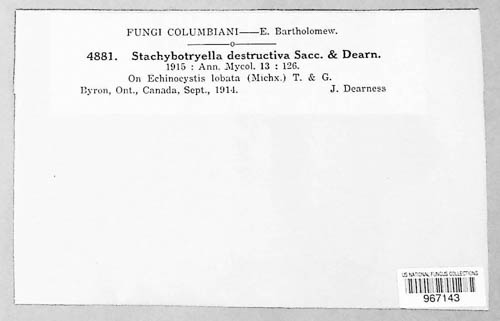 FUNGI COLUMBIANI——E. Bartholomew.
4881. Stachybotryella destructiva Sacc. & Dearn.
1915 : Ann. Mycol. 13 : 126.
On Echinocystis lobata (Michx.) T. & G.
Byron, Ont., Canada, Sept., 1914. J. Dearness
US NATIONAL FUNGUS COLLECTIONS
967143